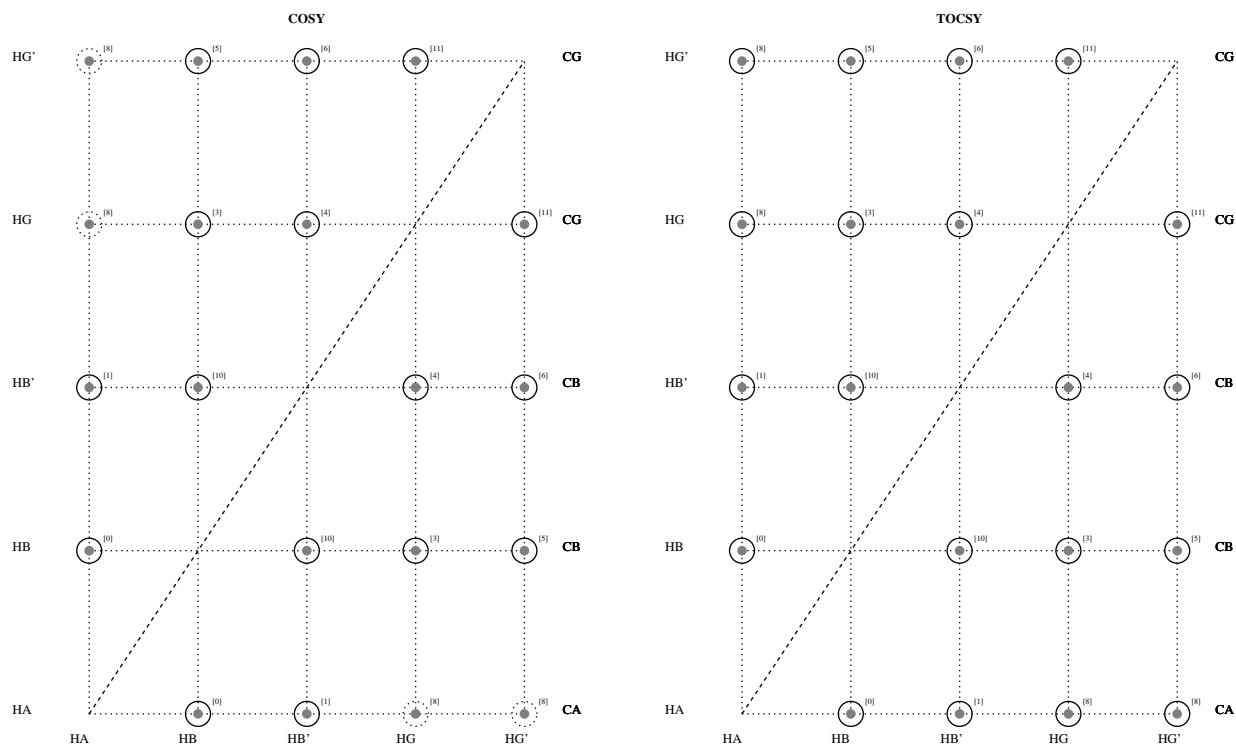 COSY TOCSY
HG’ [8] [5] [6] [11] CG HG’ [8] [5] [6] [11] CG
HG [8] [3] [4] [11] CG HG [8] [3] [4] [11] CG
HB’ [1] [10] [4] [6] CB HB’ [1] [10] [4] [6] CB
HB [0] [10] [3] [5] CB HB [0] [10] [3] [5] CB
HA [0] [1] [8] [8] CA HA [0] [1] [8] [8] CA
HA HB HB’ HG HG’ HA HB HB’ HG HG’